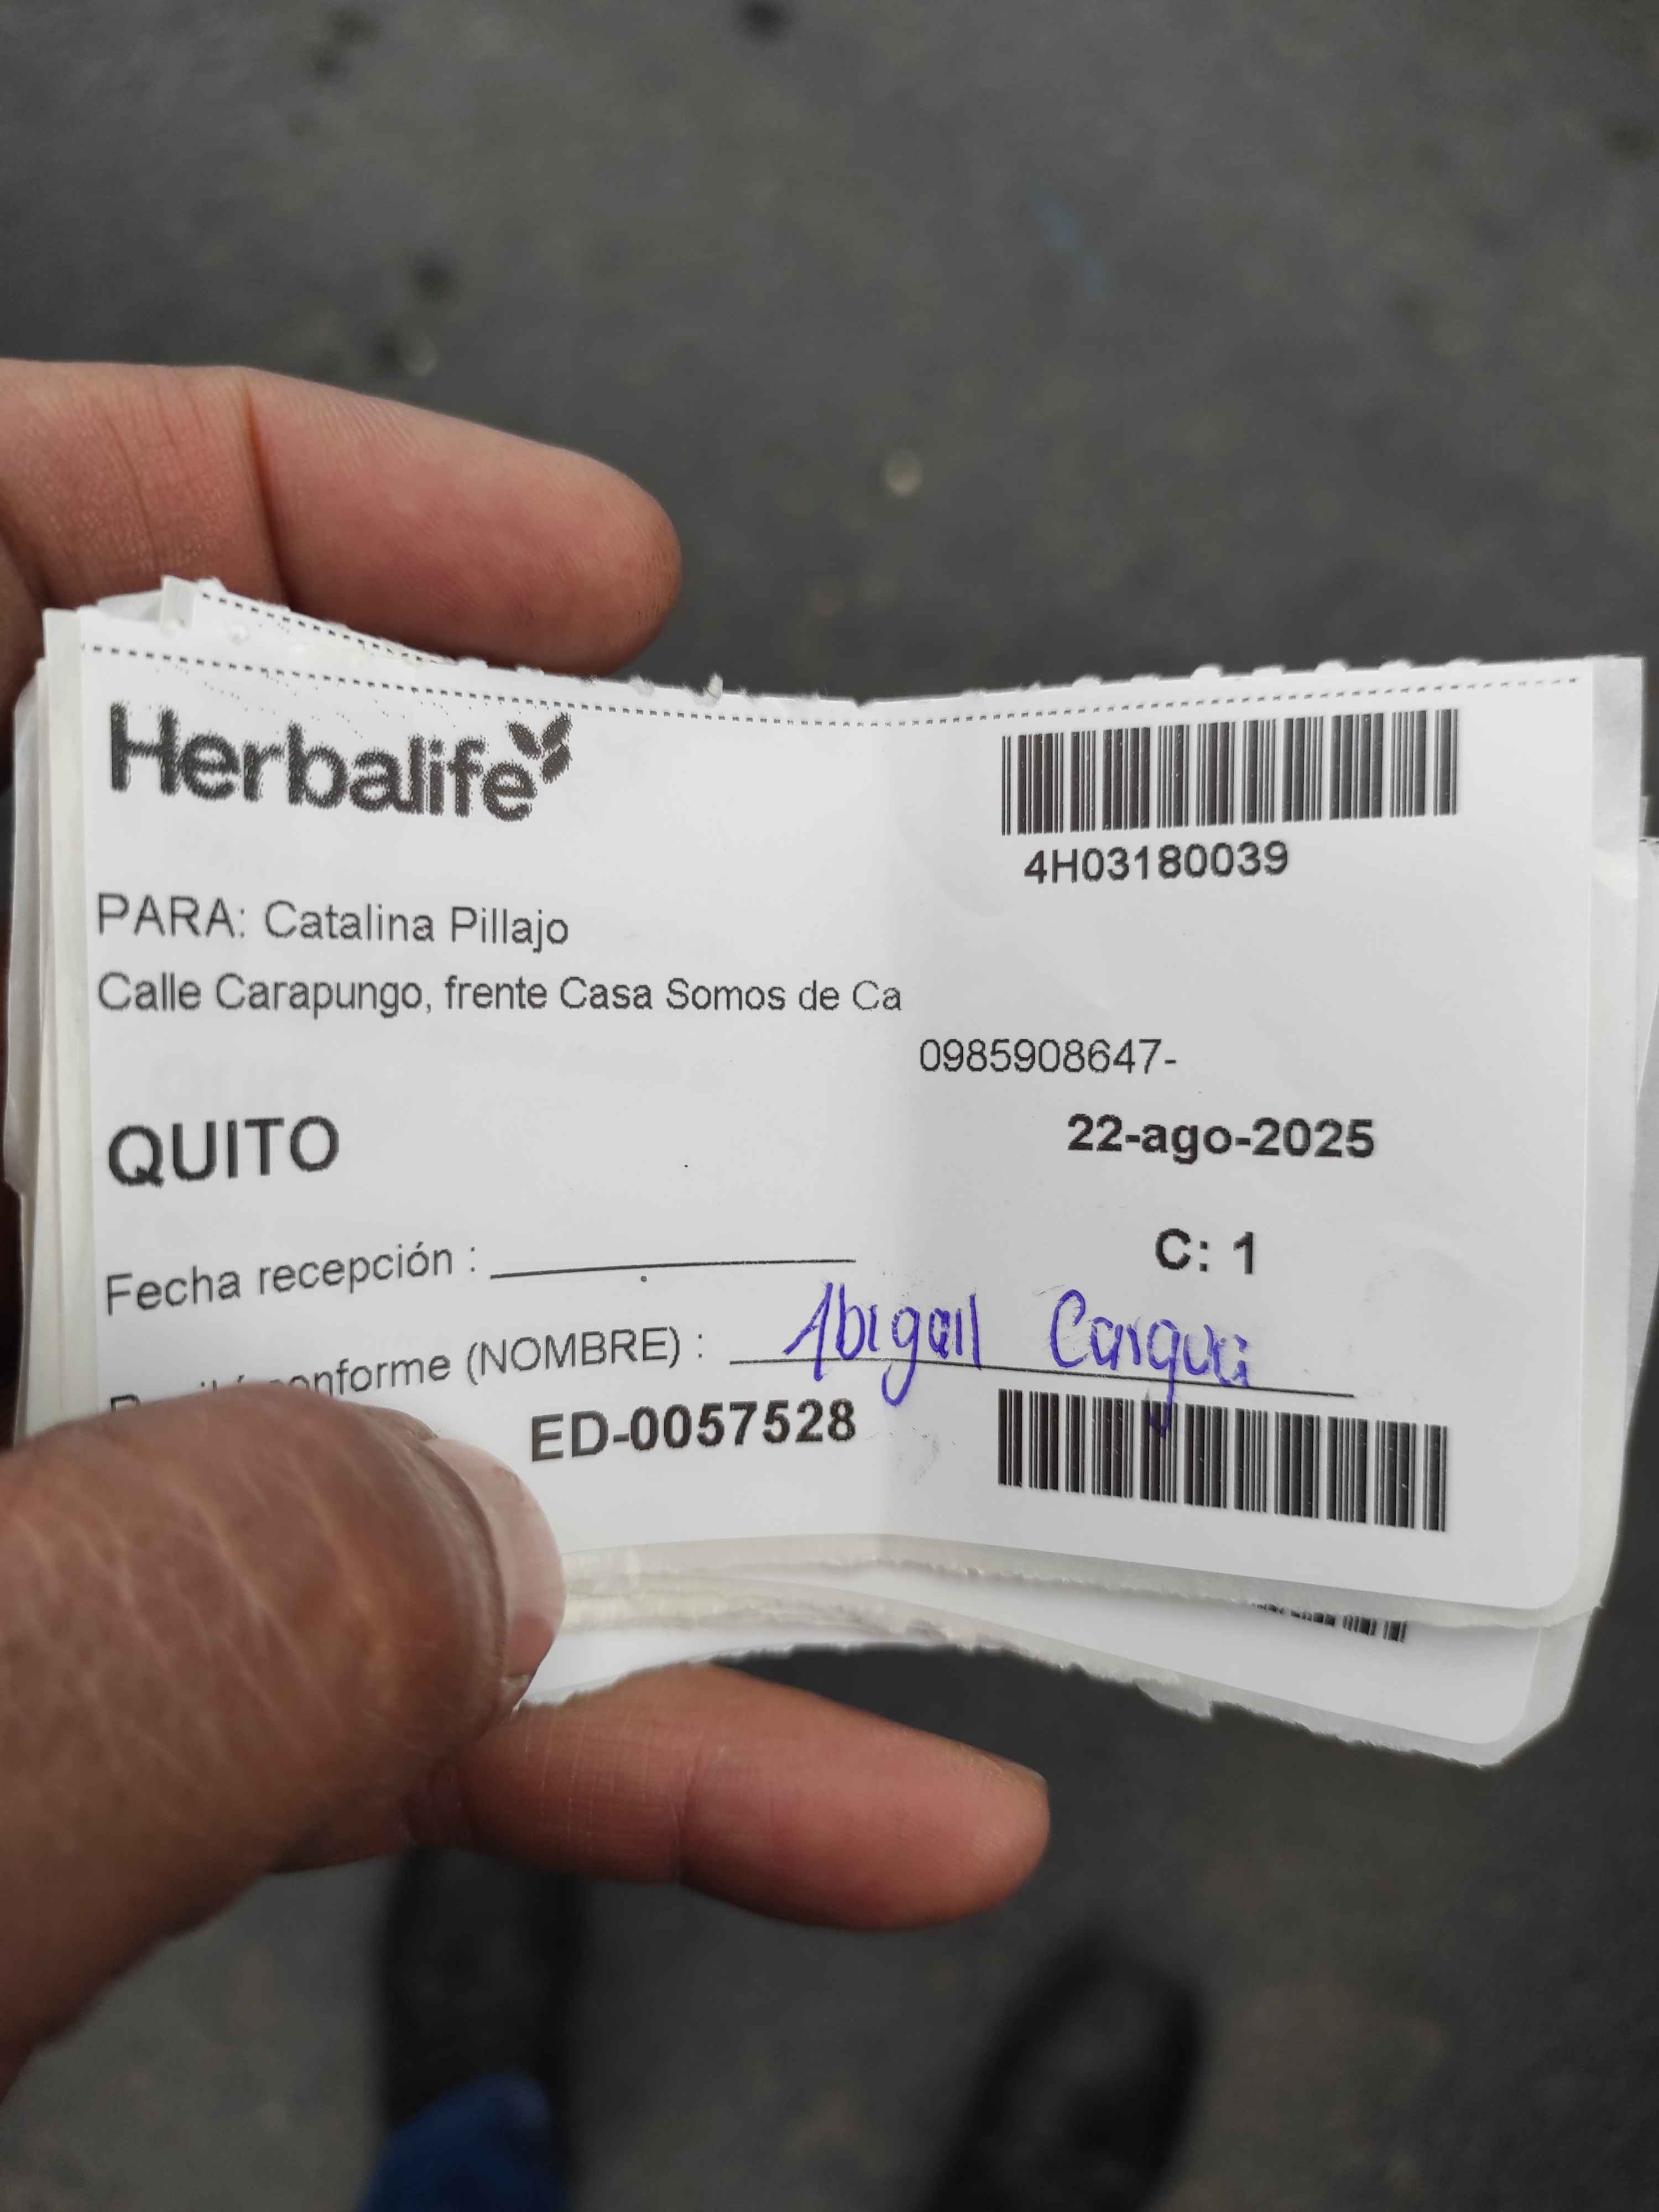 Herbalife
4H03180039
PARA: Catalina Pillajo
Calle Carapungo, frente Casa Somos de Ca
0985908647-
QUITO
22-ago-2025
Fecha recepción :
C: 1
conforme (NOMBRE) : Abigail
ED-0057528